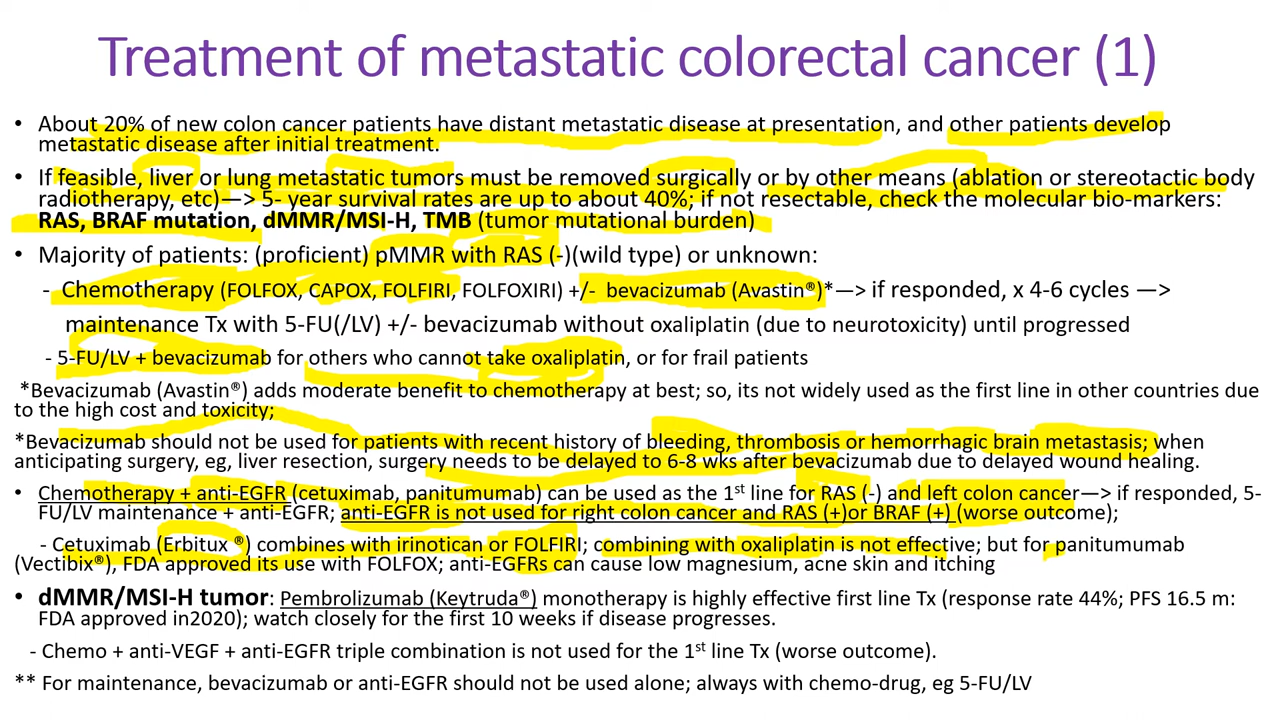 Treatment of metastatic colorectal cancer (1)
• About 20% of new colon cancer patients have distant metastatic disease at presentation, and other patients develop
metastatic disease after initial treatment.
• If feasible, liver or lung metastatic tumors must be removed surgically or by other means (ablation or stereotactic body
radiotherapy, etc)—> 5- year survival rates are up to about 40%; if not resectable, check the molecular bio-markers:
RAS, BRAF mutation, dMMR/MSI-H, TMB (tumor mutational burden)
• Majority of patients: (proficient) pMMR with RAS (-)(wild type) or unknown:
- Chemotherapy (FOLFOX, CAPOX, FOLFIRI, FOLFOXIRI) +/- bevacizumab (Avastin®)*—> if responded, x 4-6 cycles —>
maintenance Tx with 5-FU(/LV) +/- bevacizumab without oxaliplatin (due to neurotoxicity) until progressed
- 5-FU/LV + bevacizumab for others who cannot take oxaliplatin, or for frail patients
*Bevacizumab (Avastin®) adds moderate benefit to chemotherapy at best; so, its not widely used as the first line in other countries due
to the high cost and toxicity;
*Bevacizumab should not be used for patients with recent history of bleeding, thrombosis or hemorrhagic brain metastasis; when
anticipating surgery, eg, liver resection, surgery needs to be delayed to 6-8 wks after bevacizumab due to delayed wound healing.
• Chemotherapy + anti-EGFR (cetuximab, panitumumab) can be used as the 1st line for RAS (-) and left colon cancer—> if responded, 5-
FU/LV maintenance + anti-EGFR; anti-EGFR is not used for right colon cancer and RAS (+)or BRAF (+) (worse outcome);
- Cetuximab (Erbitux ®) combines with irinotican or FOLFIRI; combining with oxaliplatin is not effective; but for panitumumab
(Vectibix®), FDA approved its use with FOLFOX; anti-EGFRs can cause low magnesium, acne skin and itching
• dMMR/MSI-H tumor: Pembrolizumab (Keytruda®) monotherapy is highly effective first line Tx (response rate 44%; PFS 16.5 m:
FDA approved in2020); watch closely for the first 10 weeks if disease progresses.
- Chemo + anti-VEGF + anti-EGFR triple combination is not used for the 1st line Tx (worse outcome).
** For maintenance, bevacizumab or anti-EGFR should not be used alone; always with chemo-drug, eg 5-FU/LV